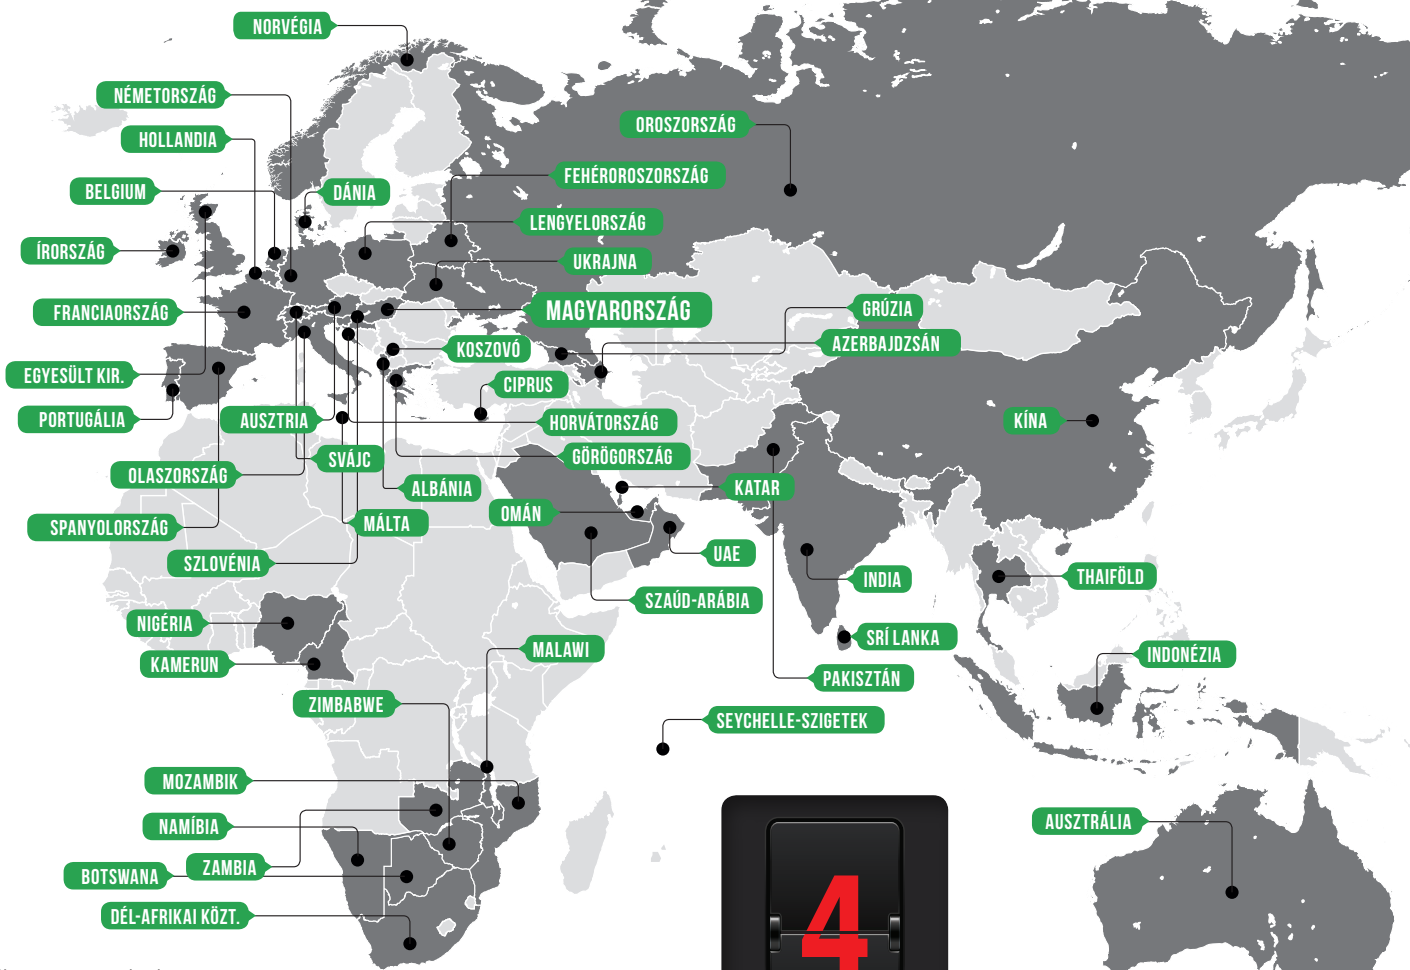 NORVÉGIA
NÉMETORSZÁG
OROSZORSZÁG
HOLLANDIA
FEHÉROROSZORSZÁG
BELGIUM
DÁNIA
LENGYELORSZÁG
ÍRORSZÁG
UKRAJNA
FRANCIAORSZÁG
MAGYARORSZÁG
GRÚZIA
KOSZOVÓ
AZERBAJDZSÁN
EGYESÜLT KIR.
CIPRUS
PORTUGÁLIA
AUSZTRIA
HORVÁTORSZÁG
KÍNA
SVÁJC
GÖRÖGORSZÁG
OLASZORSZÁG
ALBÁNIA
KATAR
OMÁN
SPANYOLORSZÁG
MÁLTA
UAE
SZLOVÉNIA
INDIA
THAIFÖLD
SZAÚD-ARÁBIA
NIGÉRIA
SRÍ LANKA
KAMERUN
MALAWI
INDONÉZIA
PAKISZTÁN
ZIMBABWE
SEYCHELLE-SZIGETEK
MOZAMBIK
NAMÍBIA
AUSZTRÁLIA
ZAMBIA
BOTSWANA
DÉL-AFRIKAI KÖZT.
4